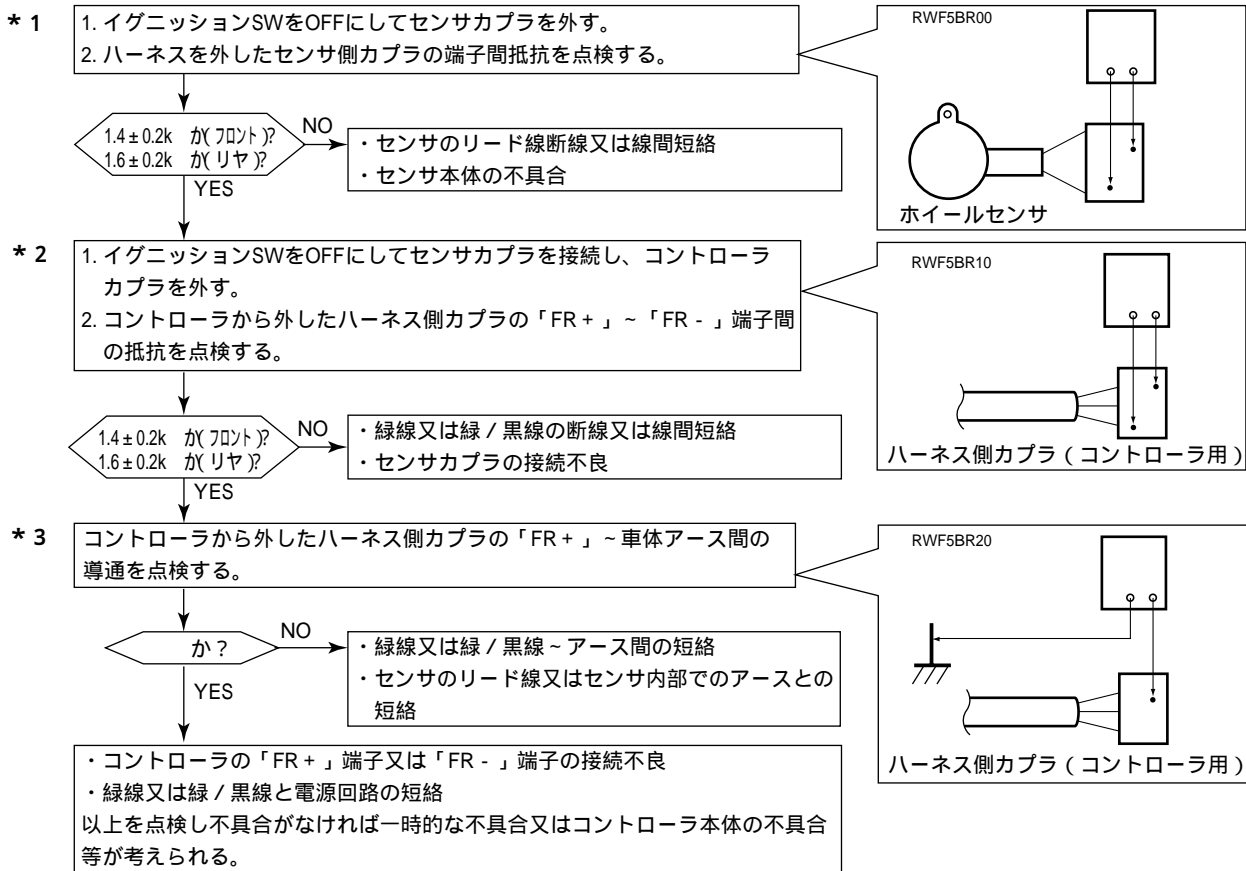 * 1
1. イグニッションSWをOFFにしてセンサカプラを外す。
2. ハーネスを外したセンサ側カプラの端子間抵抗を点検する。
RWF5BR00
ホイールセンサ
1.4 ± 0.2k か( フロント )?
1.6 ± 0.2k か( リヤ )?
NO
・センサのリード線断線又は線間短絡
・センサ本体の不具合
YES
* 2
1. イグニッションSWをOFFにしてセンサカプラを接続し、コントローラ
カプラを外す。
2. コントローラから外したハーネス側カプラの「FR + 」 ~ 「FR - 」端子間
の抵抗を点検する。
RWF5BR10
ハーネス側カプラ ( コントローラ用 )
1.4 ± 0.2k か( フロント )?
1.6 ± 0.2k か( リヤ )?
NO
・緑線又は緑 / 黒線の断線又は線間短絡
・センサカプラの接続不良
YES
* 3
コントローラから外したハーネス側カプラの「FR + 」 ~ 車体アース間の
導通を点検する。
RWF5BR20
ハーネス側カプラ ( コントローラ用 )
か ?
NO
・緑線又は緑 / 黒線 ~ アース間の短絡
・センサのリード線又はセンサ内部でのアースとの
短絡
YES
・コントローラの「FR + 」端子又は「FR - 」端子の接続不良
・緑線又は緑 / 黒線と電源回路の短絡
以上を点検し不具合がなければ一時的な不具合又はコントローラ本体の不具合
等が考えられる。